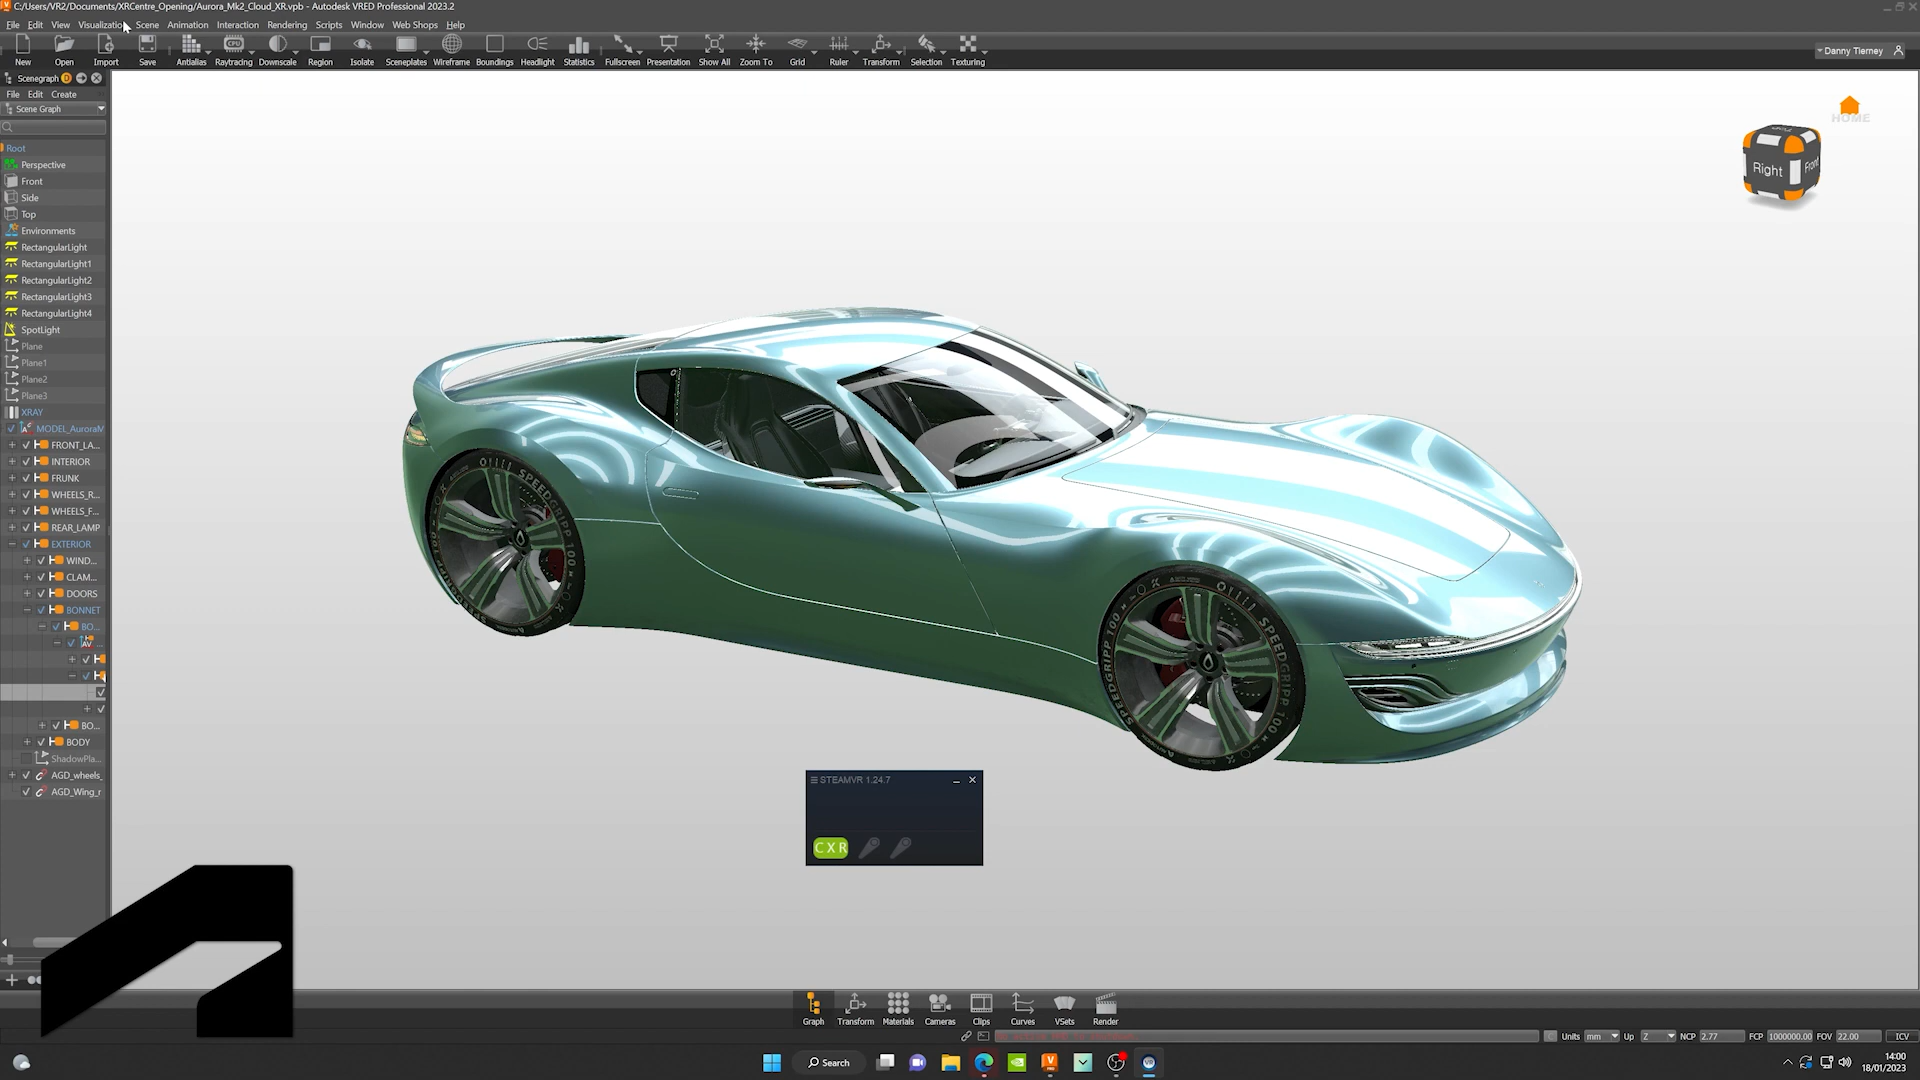 C:/Users/VR2/Documents/XRCentre_Opening/Aurora_Mk2_Cloud_XR.vpb - Autodesk VRED Professional 2023.2
File Edit View Visualization Scene Animation Interaction Rendering Scripts Window Web Shops Help
New Open Import Save Antialias Raytracing Downscale Region Isolate Sceneplates Wireframe Boundings Headlight Statistics Fullscreen Presentation Show All Zoom To Grid Ruler Transform Selection Texturing
Danny Tierney
Scenegraph
File Edit Create
Scene Graph
Root
Perspective
Front
Side
Top
Environments
RectangularLight
RectangularLight1
RectangularLight2
RectangularLight3
RectangularLight4
SpotLight
Plane
Plane1
Plane2
Plane3
XRAY
MODEL_AuroraM
FRONT_LA...
INTERIOR
FRUNK
WHEELS_R...
WHEELS_F...
REAR_LAMP
EXTERIOR
WIND...
CLAM...
DOORS
BONNET
BO...
BO...
BODY
ShadowPla...
AGD_wheels_
AGD_Wing_r
HOME
Top
Right
Front
SPEEDGRIPP 100
SPEEDGRIPP 100
SPEEDGRIPP 100
STEAMVR 1.24.7
CXR
Graph Transform Materials Cameras Clips Curves VSets Render
Units mm Up Z NCP 2.77 FCP 1000000.00 FOV 22.00 ICV
Search
14:00
18/01/2023